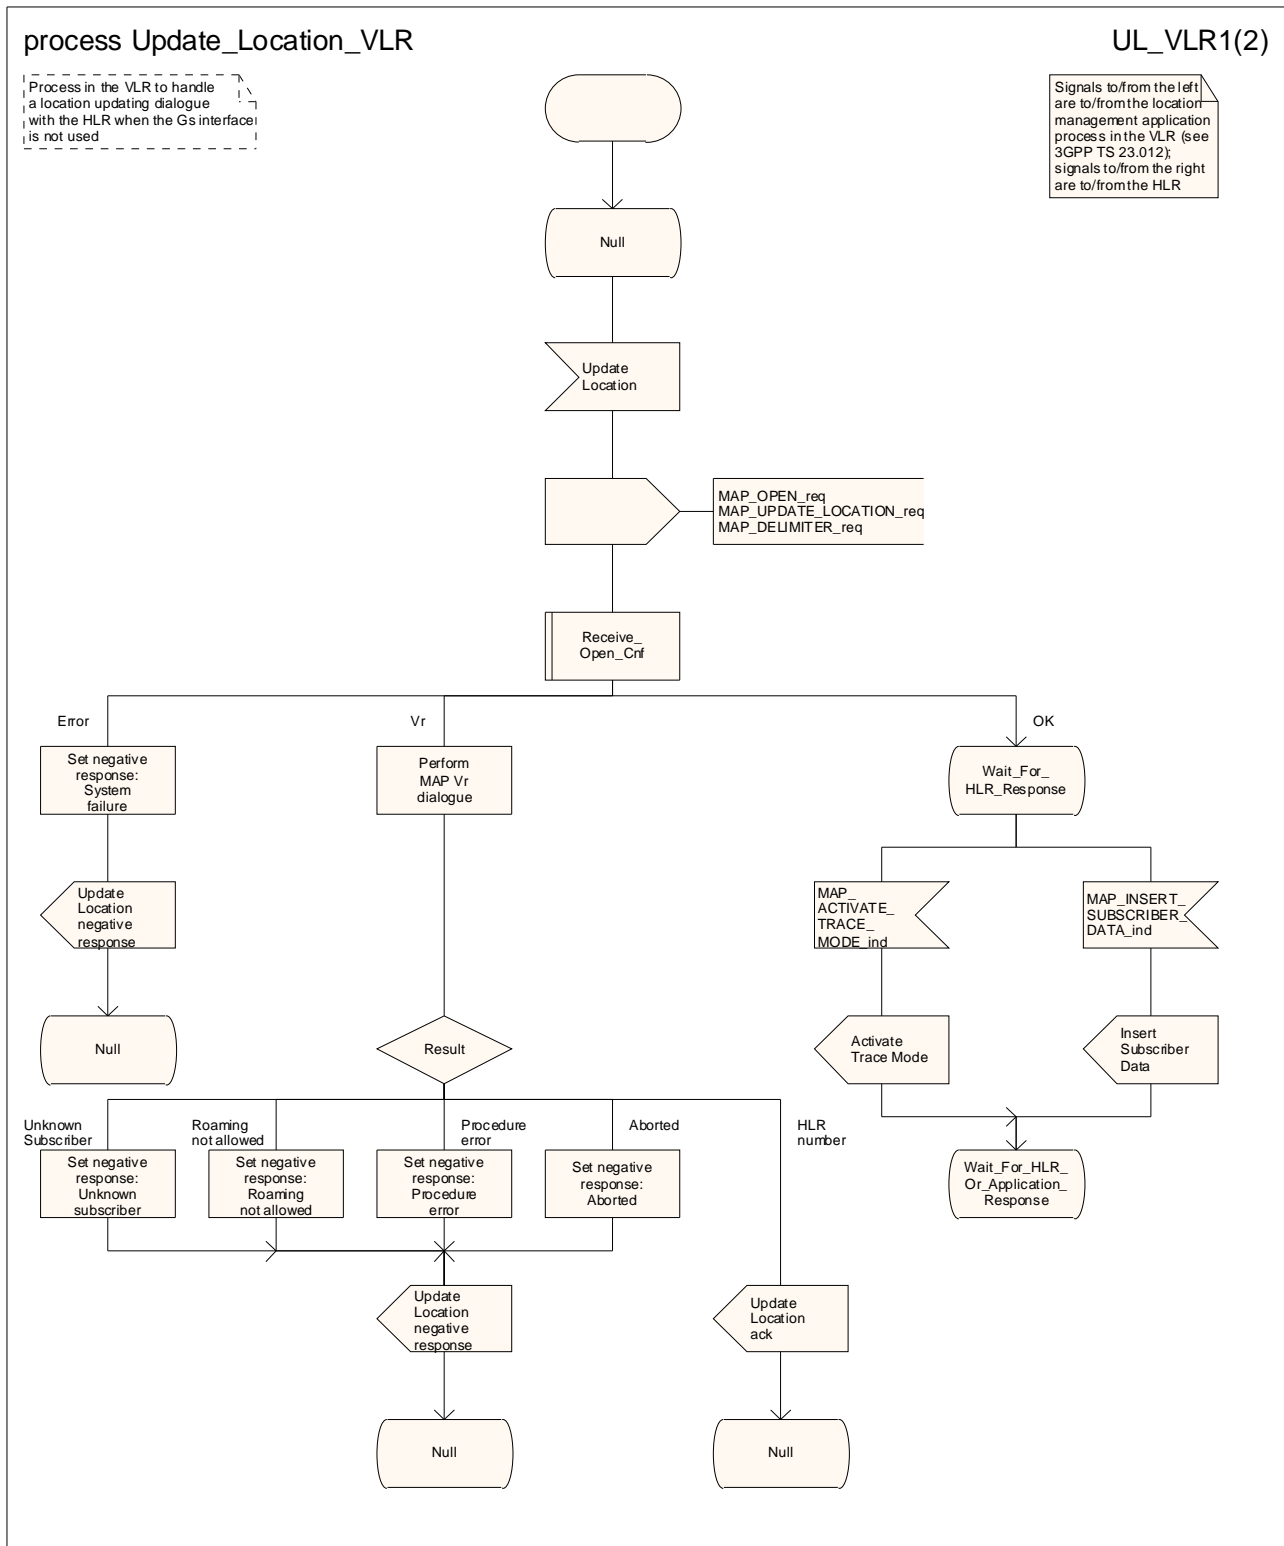 process Update_Location_VLR
UL_VLR1(2)
Process in the VLR to handle
a location updating dialogue
with the HLR when the Gs interface
is not used
Signals to/from the left
are to/from the location
management application
process in the VLR (see
3GPP TS 23.012);
signals to/from the right
are to/from the HLR
Null
Update
Location
MAP_OPEN_req
MAP_UPDATE_LOCATION_req
MAP_DELIMITER_req
Receive_
Open_Cnf
Error
Vr
OK
Set negative
response:
System
failure
Perform
MAP Vr
dialogue
Wait_For_
HLR_Response
Update
Location
negative
response
MAP_
ACTIVATE_
TRACE_
MODE_ind
MAP_INSERT_
SUBSCRIBER_
DATA_ind
Null
Result
Activate
Trace Mode
Insert
Subscriber
Data
Unknown
Subscriber
Roaming
not allowed
Procedure
error
Aborted
HLR
number
Set negative
response:
Unknown
subscriber
Set negative
response:
Roaming
not allowed
Set negative
response:
Procedure
error
Set negative
response:
Aborted
Wait_For_HLR_
Or_Application_
Response
Update
Location
negative
response
Update
Location
ack
Null
Null